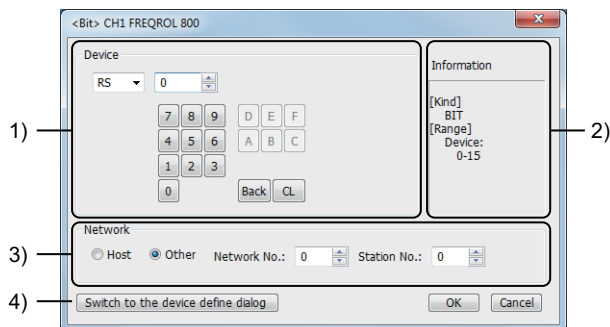 <Bit> CH1 FREQROL 800
Device
RS 0
7 8 9 D E F
4 5 6 A B C
1 2 3
0 Back CL
Information
[Kind]
BIT
[Range]
Device:
0-15
1)
2)
Network
3)
Host Other Network No.: 0 Station No.: 0
4)
Switch to the device define dialog OK Cancel